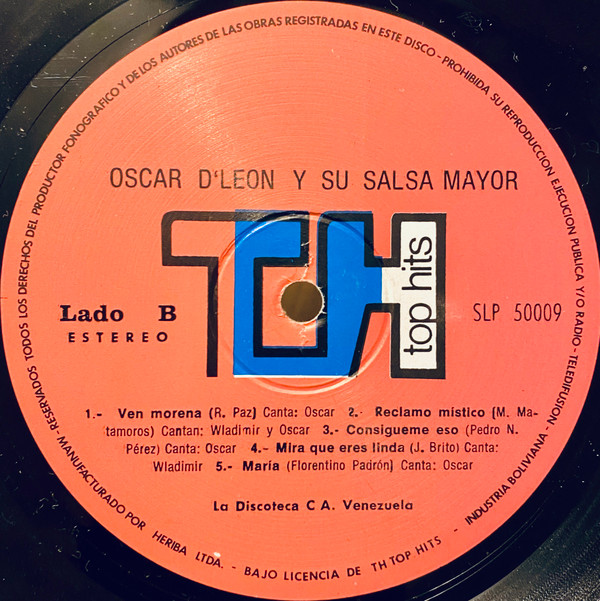 RESERVADOS TODOS LOS DERECHOS DEL PRODUCTOR FONOGRAFICO Y DE LOS AUTORES DE LAS OBRAS REGISTRADAS EN ESTE DISCO - PROHIBIDA SU REPRODUCCION EJECUCION PUBLICA Y/O RADIO - TELEDIFUSION -
OSCAR D'LEON Y SU SALSA MAYOR
TH
top hits
Lado B
ESTEREO
SLP 50009
1.- Ven morena (R. Paz) Canta: Oscar 2.- Reclamo místico (M. Ma-
tamoros) Cantan: Wladimir y Oscar 3.- Consigueme eso (Pedro N.
Pérez) Canta: Oscar 4.- Mira que eres linda (J. Brito) Canta:
Wladimir 5.- María (Florentino Padrón) Canta: Oscar
La Discoteca C A. Venezuela
- MANUFACTURADO POR HERIBA LTDA. - BAJO LICENCIA DE TH TOP HITS - INDUSTRIA BOLIVIANA -